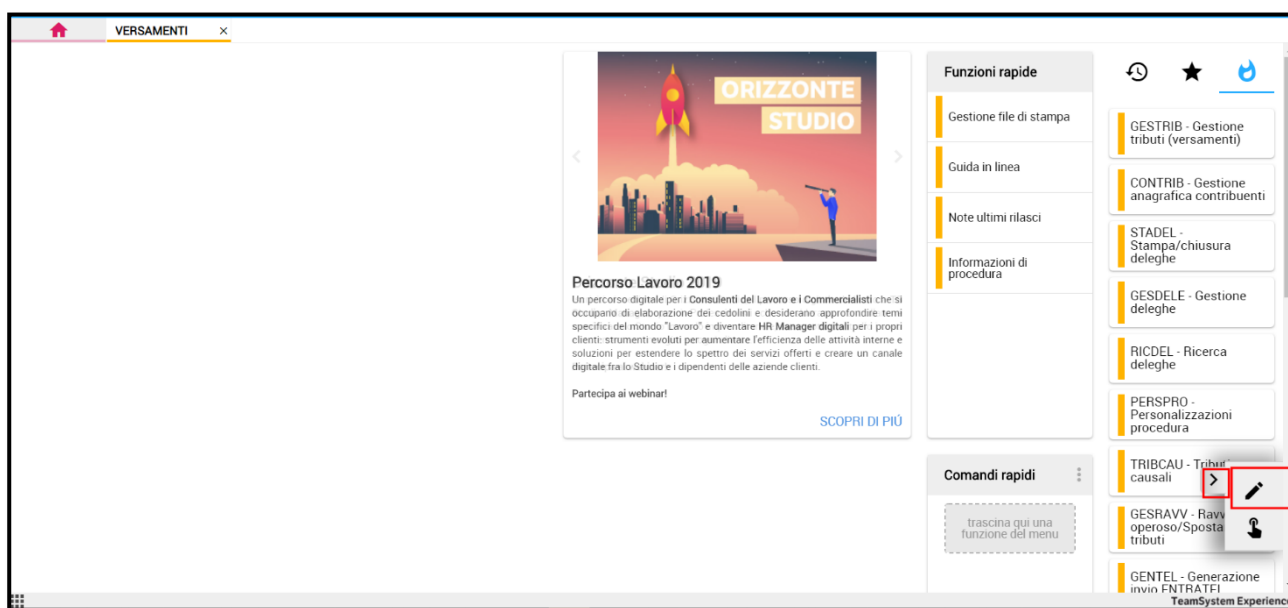 VERSAMENTI ×
ORIZZONTE
STUDIO
Percorso Lavoro 2019
Un percorso digitale per i Consulenti del Lavoro e i Commercialisti che si
occupano di elaborazione dei cedolini e desiderano approfondire temi
specifici del mondo "Lavoro" e diventare HR Manager digitali per i propri
clienti: strumenti evoluti per aumentare l'efficienza delle attività interne e
soluzioni per estendere lo spettro dei servizi offerti e creare un canale
digitale fra lo Studio e i dipendenti delle aziende clienti.
Partecipa ai webinar!
SCOPRI DI PIÚ
Funzioni rapide
Gestione file di stampa
Guida in linea
Note ultimi rilasci
Informazioni di
procedura
Comandi rapidi
trascina qui una
funzione del menu
GESTRIB - Gestione
tributi (versamenti)
CONTRIB - Gestione
anagrafica contribuenti
STADEL -
Stampa/chiusura
deleghe
GESDELE - Gestione
deleghe
RICDEL - Ricerca
deleghe
PERSPRO -
Personalizzazioni
procedura
TRIBCAU - Tributi
causali
GESRAVV - Ravv
operoso/Sposta
tributi
GENTEL - Generazione
invio ENTRATEL
TeamSystem Experience